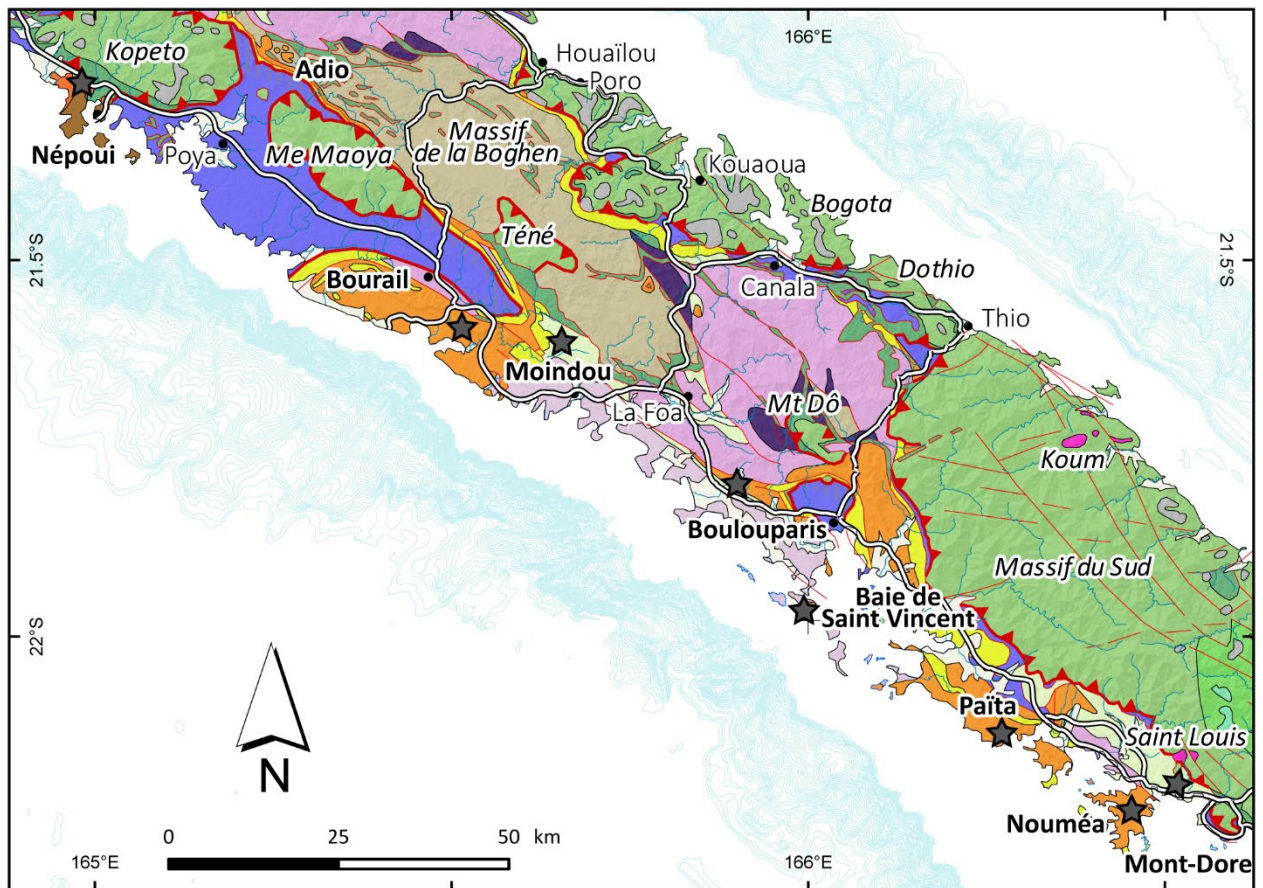 166°E
Kopeto
Houaïlou
Adio
Poro
Massif
de la Boghen
Népoui
Poya
Me Maoya
Kouaoua
Bogota
Téné
21.5°S
21.5°S
Bourail
Canala
Dothio
Thio
Moindou
La Foa
Mt Dô
Koum
Boulouparis
Massif du Sud
Baie de
Saint Vincent
22°S
Païta
Saint Louis
N
Nouméa
0 25 50 km
165°E
166°E
Mont-Dore